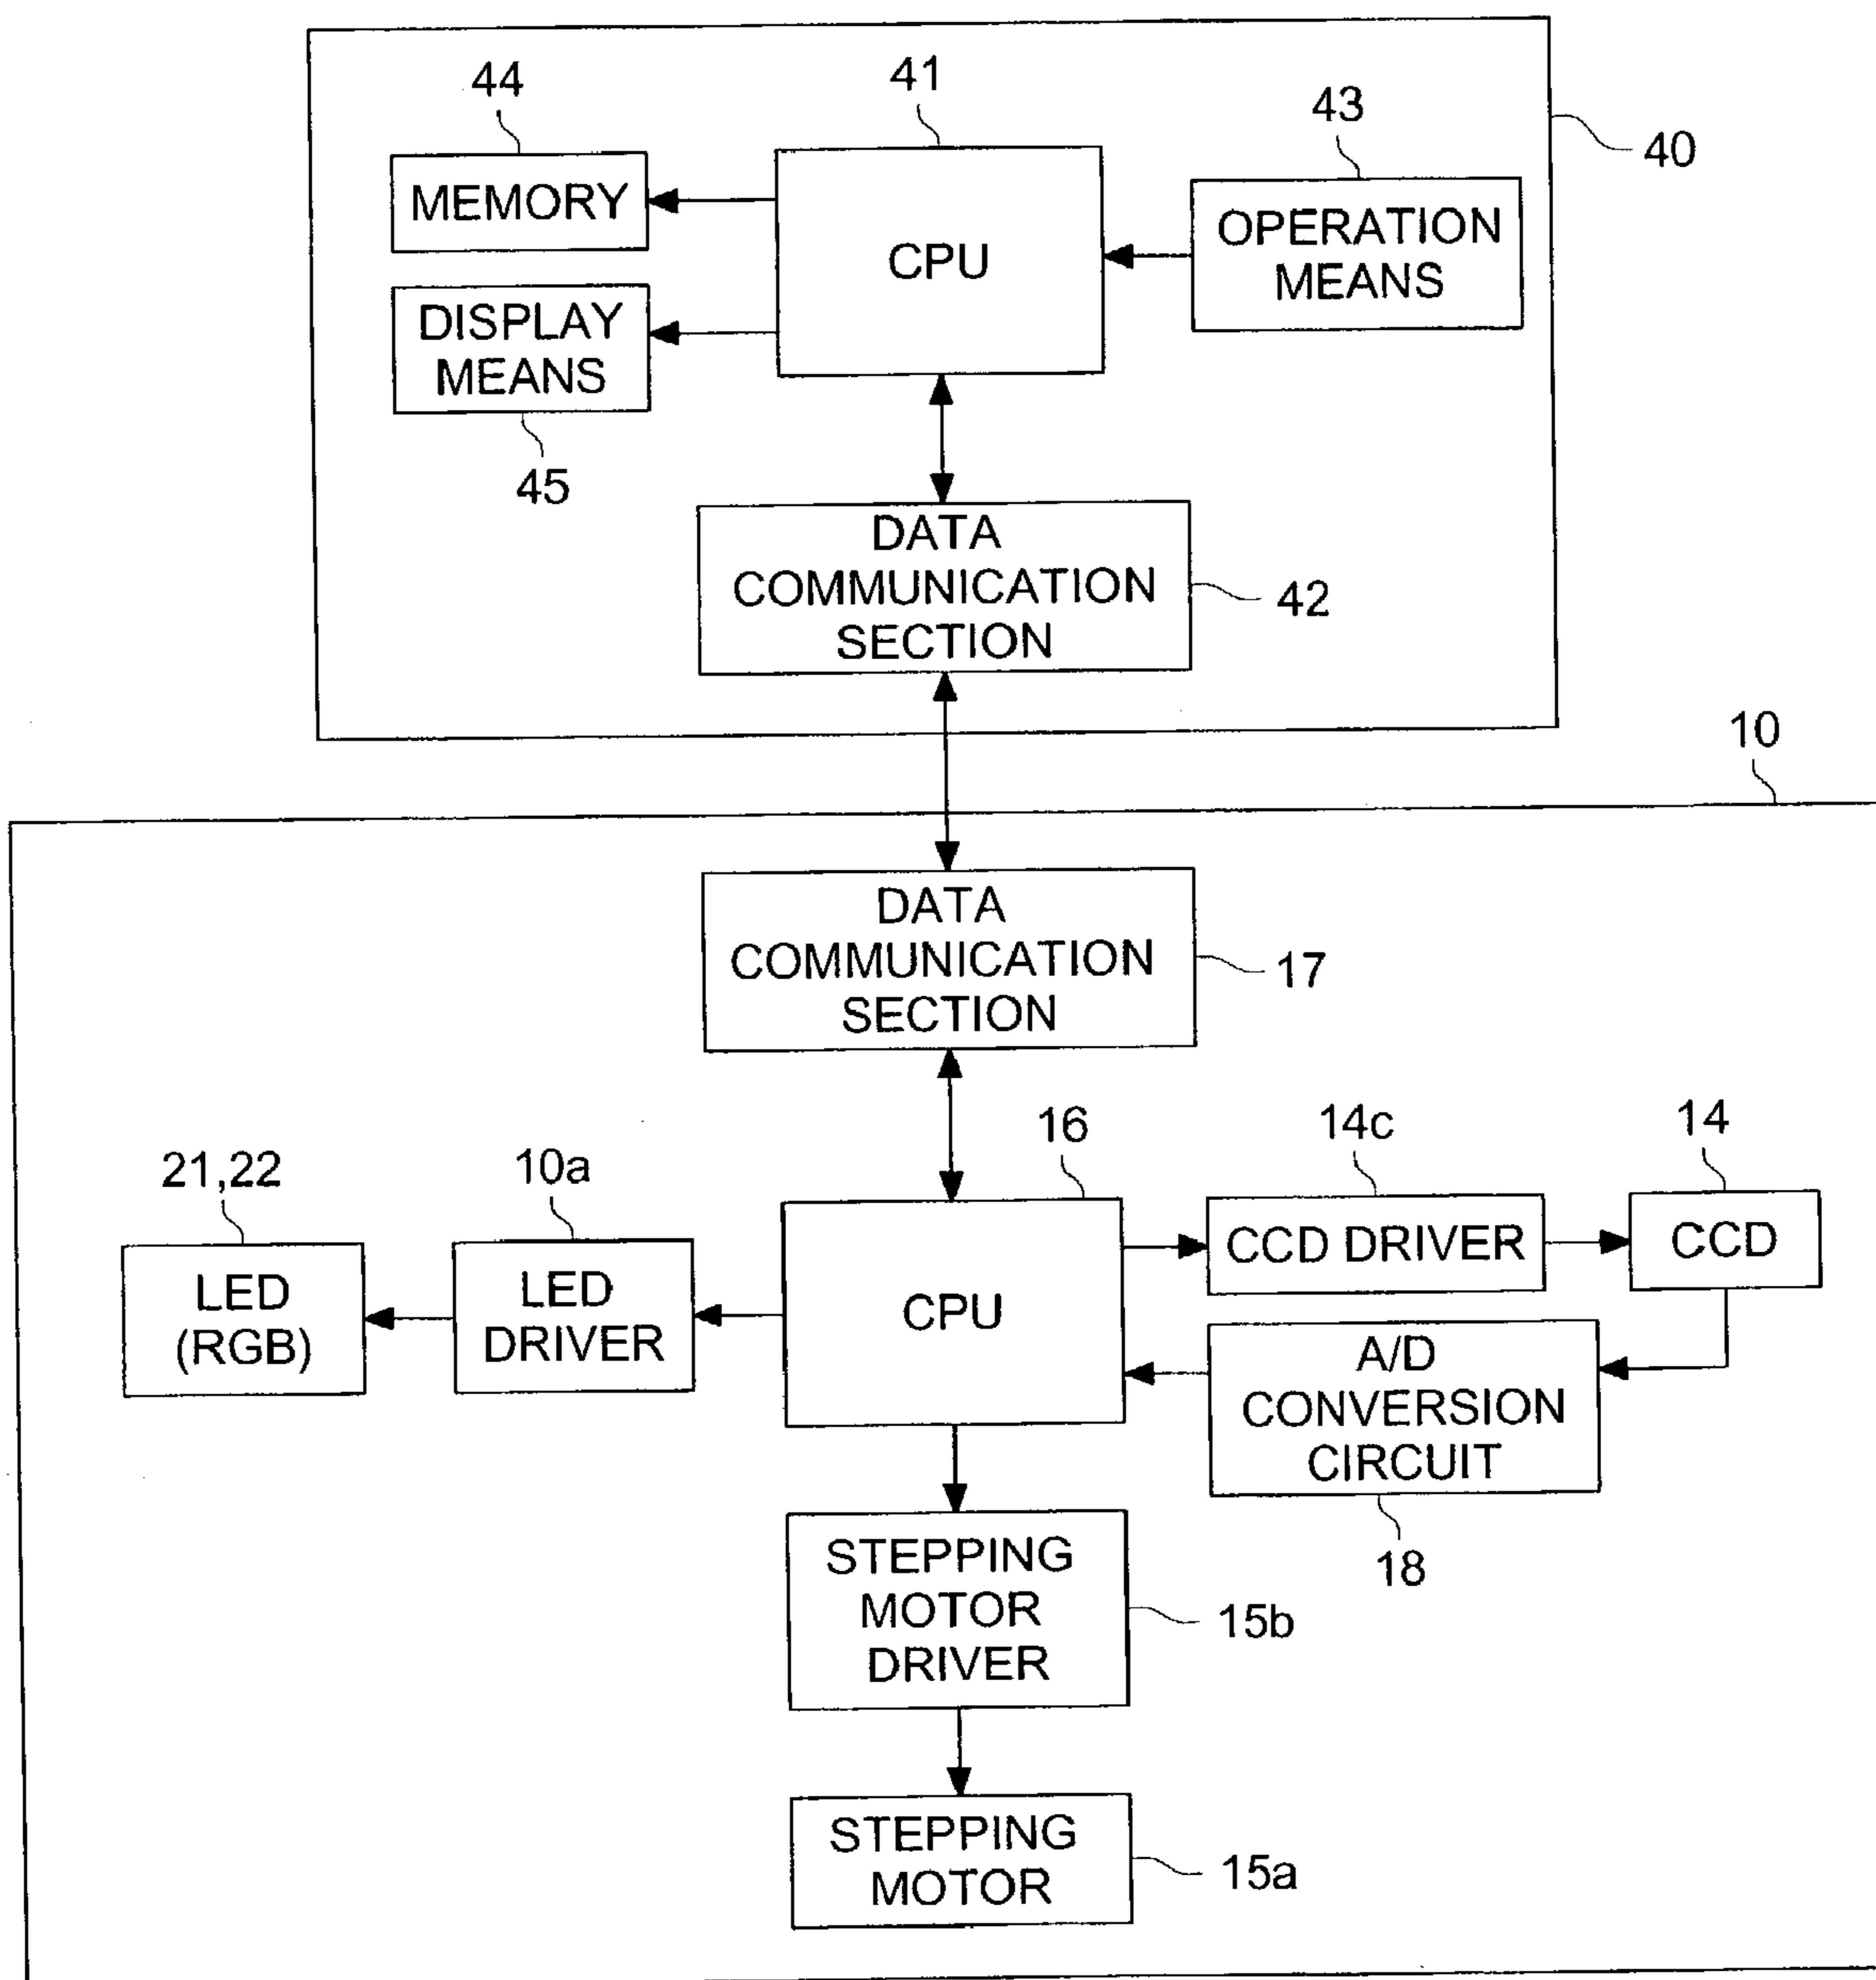 44
41
43
40
MEMORY
CPU
OPERATION
MEANS
DISPLAY
MEANS
45
DATA
COMMUNICATION
SECTION
42
10
DATA
COMMUNICATION
SECTION
17
21,22
10a
16
14c
14
LED
(RGB)
LED
DRIVER
CPU
CCD DRIVER
CCD
A/D
CONVERSION
CIRCUIT
18
STEPPING
MOTOR
DRIVER
15b
STEPPING
MOTOR
15a